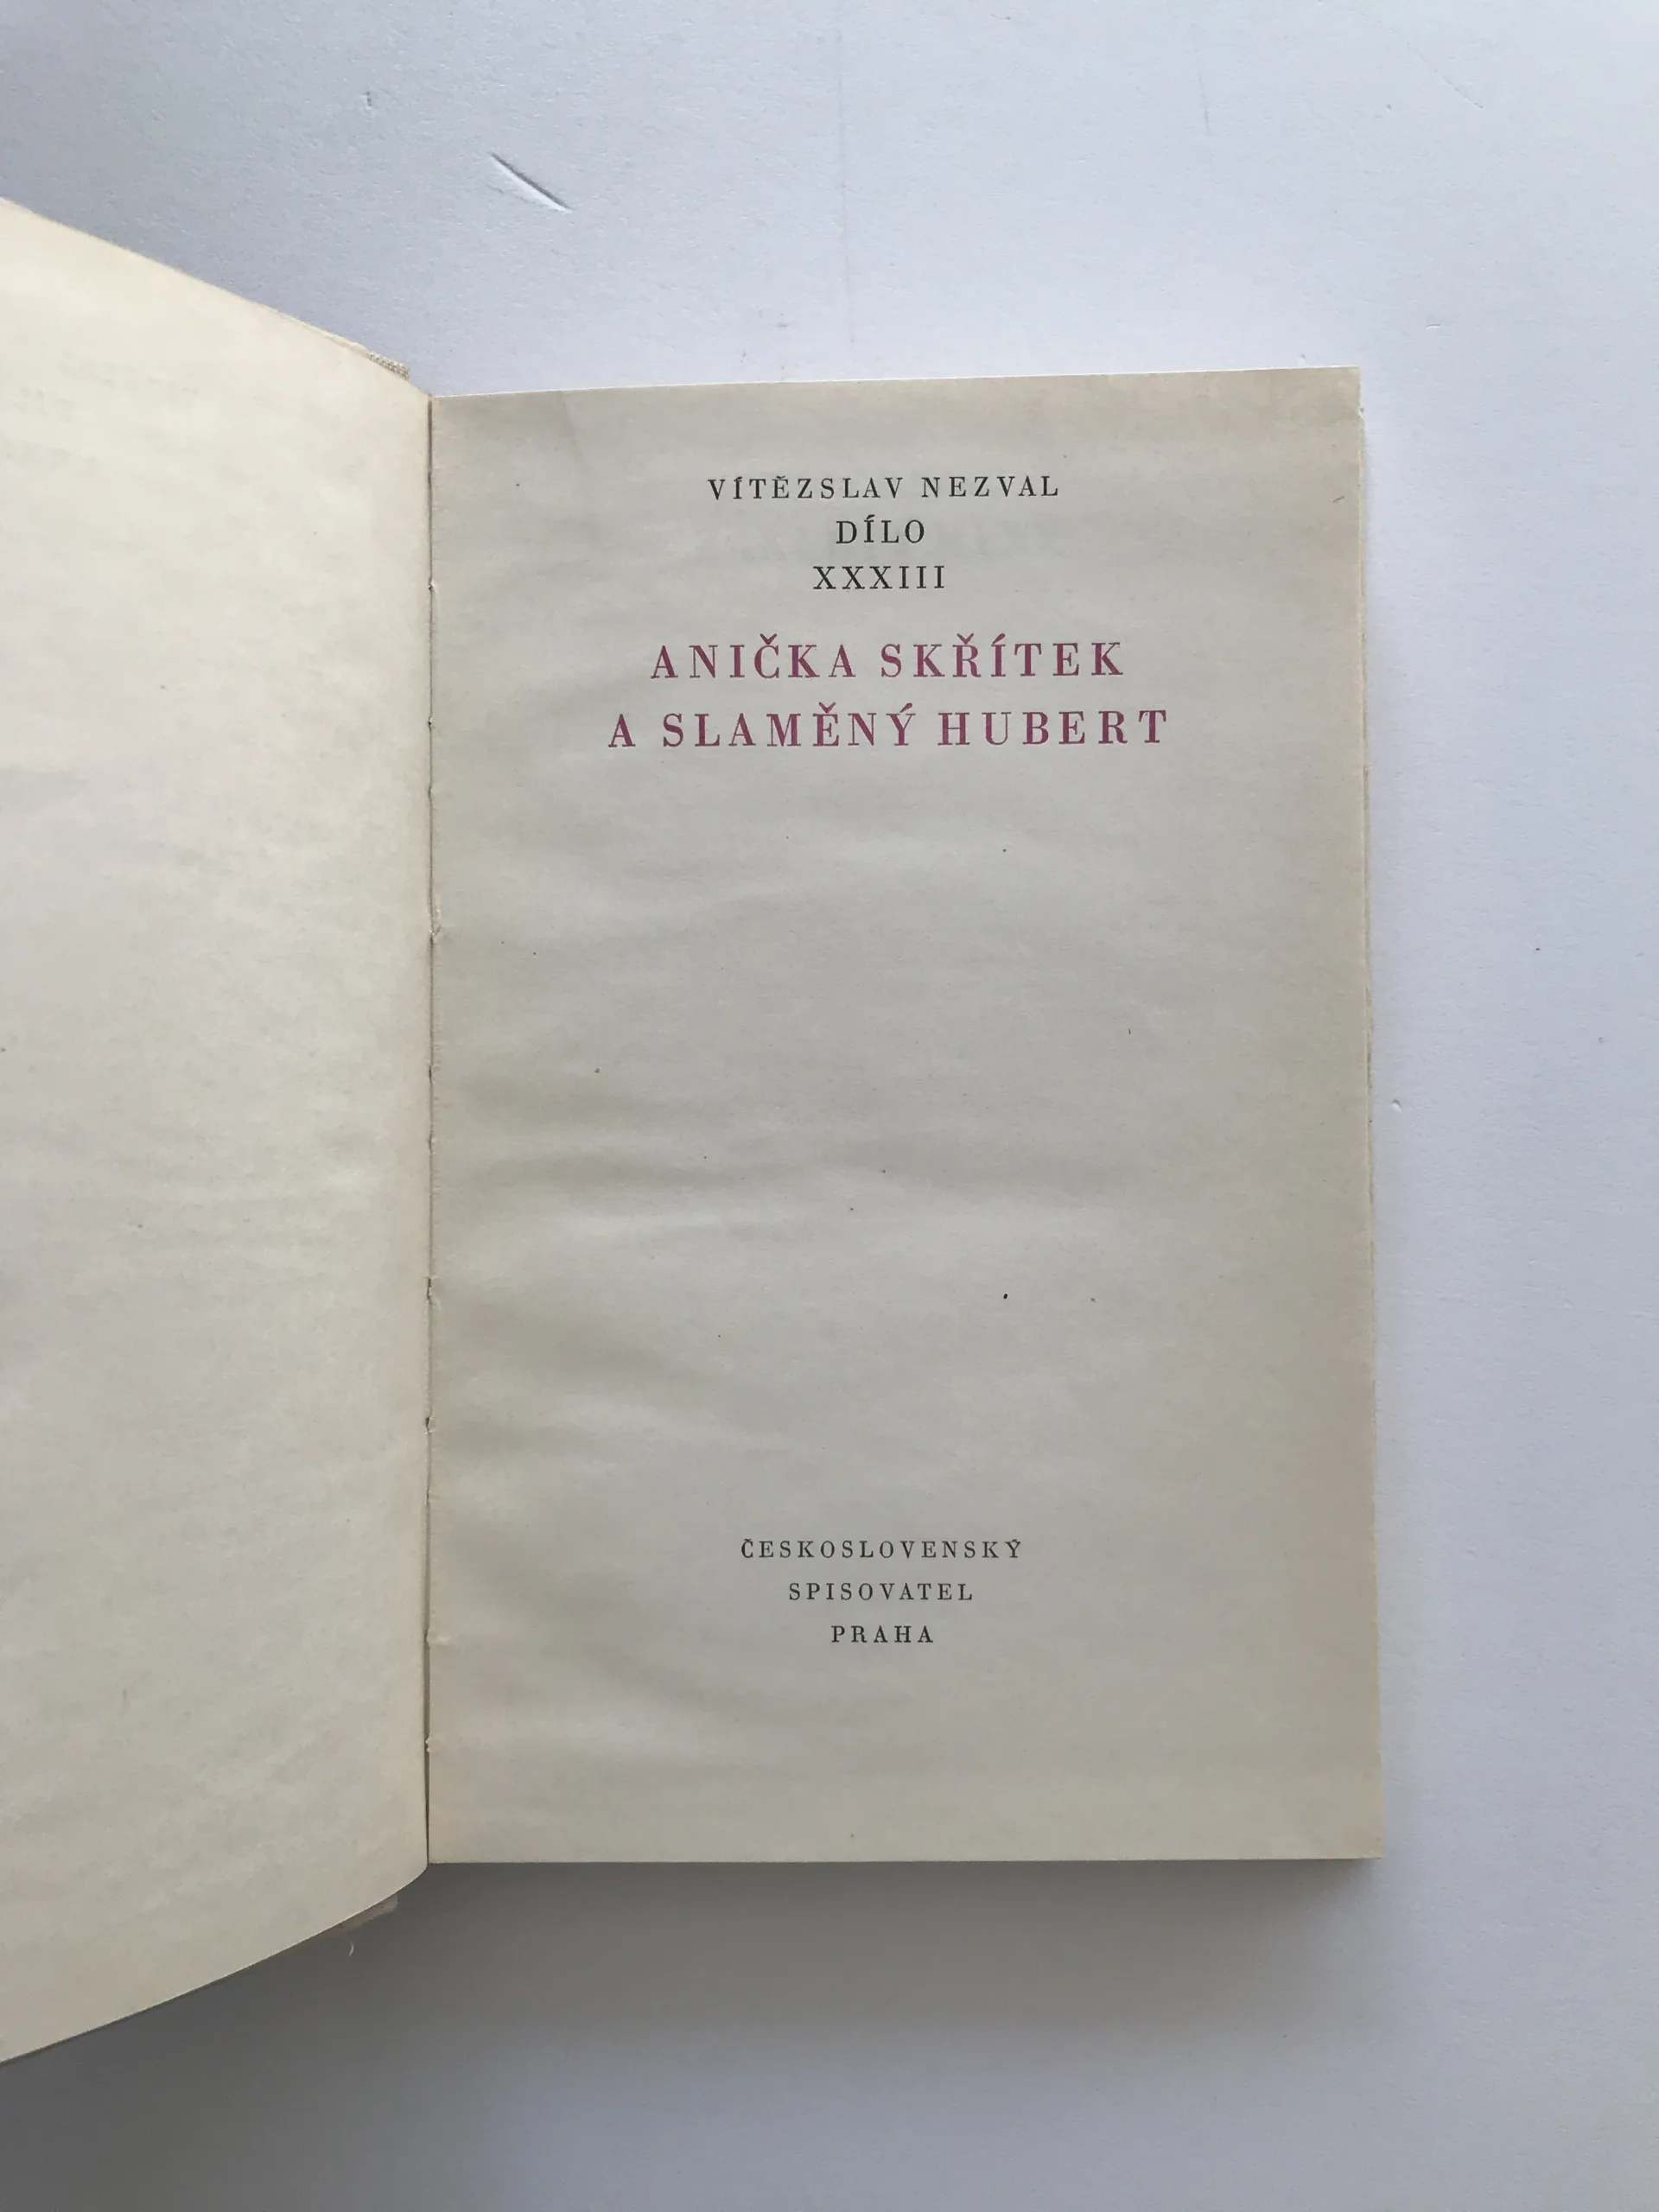 VÍTĚZSLAV NEZVAL
DÍLO
XXXIII
ANIČKA SKŘÍTEK
A SLAMĚNÝ HUBERT
ČESKOSLOVENSKÝ
SPISOVATEL
PRAHA